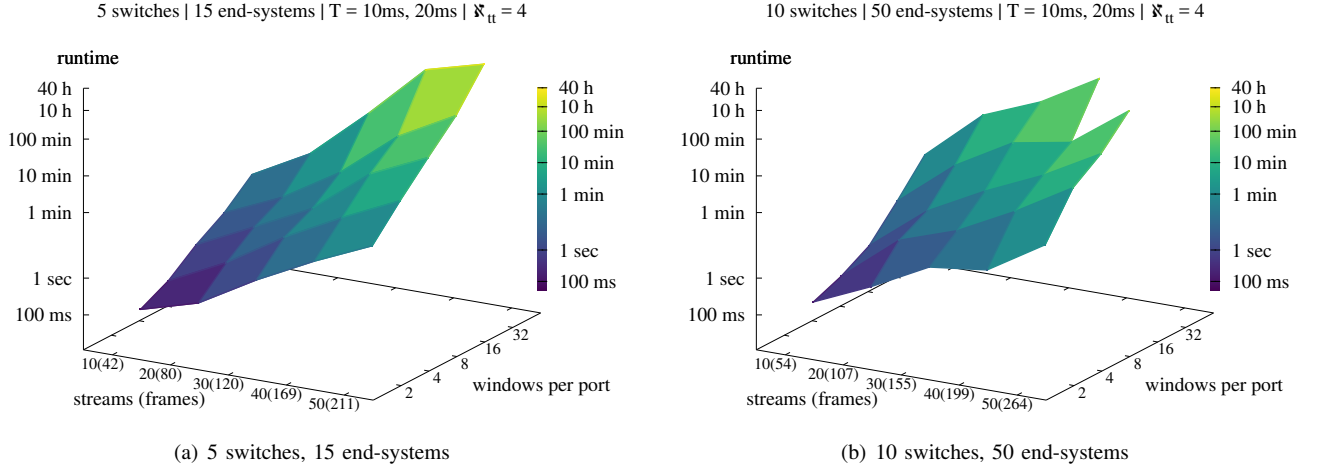 5 switches | 15 end-systems | T = 10ms, 20ms | ℵ̆tt = 4
runtime
40 h
10 h
100 min
10 min
1 min
1 sec
100 ms
40 h
10 h
100 min
10 min
1 min
1 sec
100 ms
10(42)
20(80)
30(120)
40(169)
50(211)
streams (frames)
2
4
8
16
32
windows per port
(a) 5 switches, 15 end-systems
10 switches | 50 end-systems | T = 10ms, 20ms | ℵ̆tt = 4
runtime
40 h
10 h
100 min
10 min
1 min
1 sec
100 ms
40 h
10 h
100 min
10 min
1 min
1 sec
100 ms
10(54)
20(107)
30(155)
40(199)
50(264)
streams (frames)
2
4
8
16
32
windows per port
(b) 10 switches, 50 end-systems